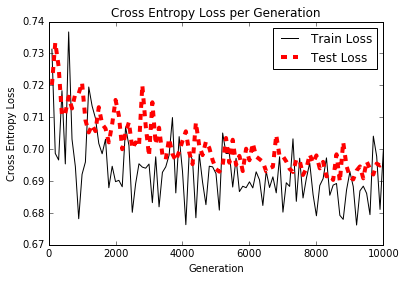 Cross Entropy Loss per Generation
Train Loss
Test Loss
Cross Entropy Loss
0.74
0.73
0.72
0.71
0.70
0.69
0.68
0.67
0 2000 4000 6000 8000 10000
Generation